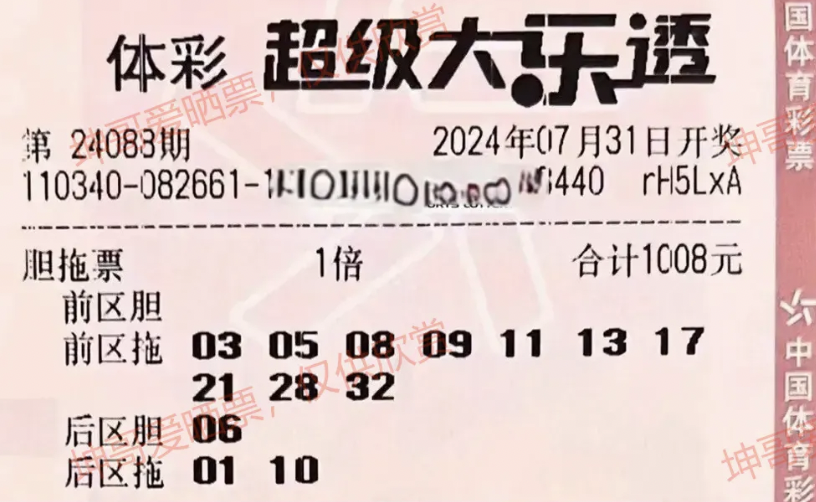 体彩 超级大乐透
第 24088期 2024年07月31日开奖
110340-082661-1 440 rH5LxA
胆拖票 1倍 合计1008元
前区胆
前区拖 03 05 08 09 11 13 17
21 28 32
后区胆 06
后区拖 01 10
国体育彩票
中国体育彩
坤哥爱晒票，仅供欣赏
坤哥爱晒票，仅供欣赏
坤哥
坤哥